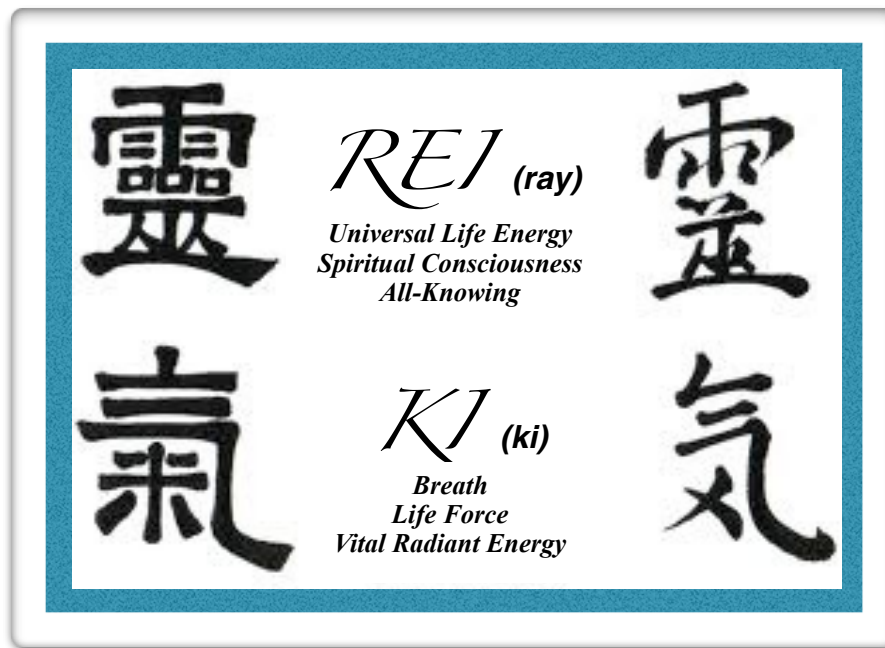 靈
REI (ray)
Universal Life Energy
Spiritual Consciousness
All-Knowing
霊
氣
KI (ki)
Breath
Life Force
Vital Radiant Energy
気